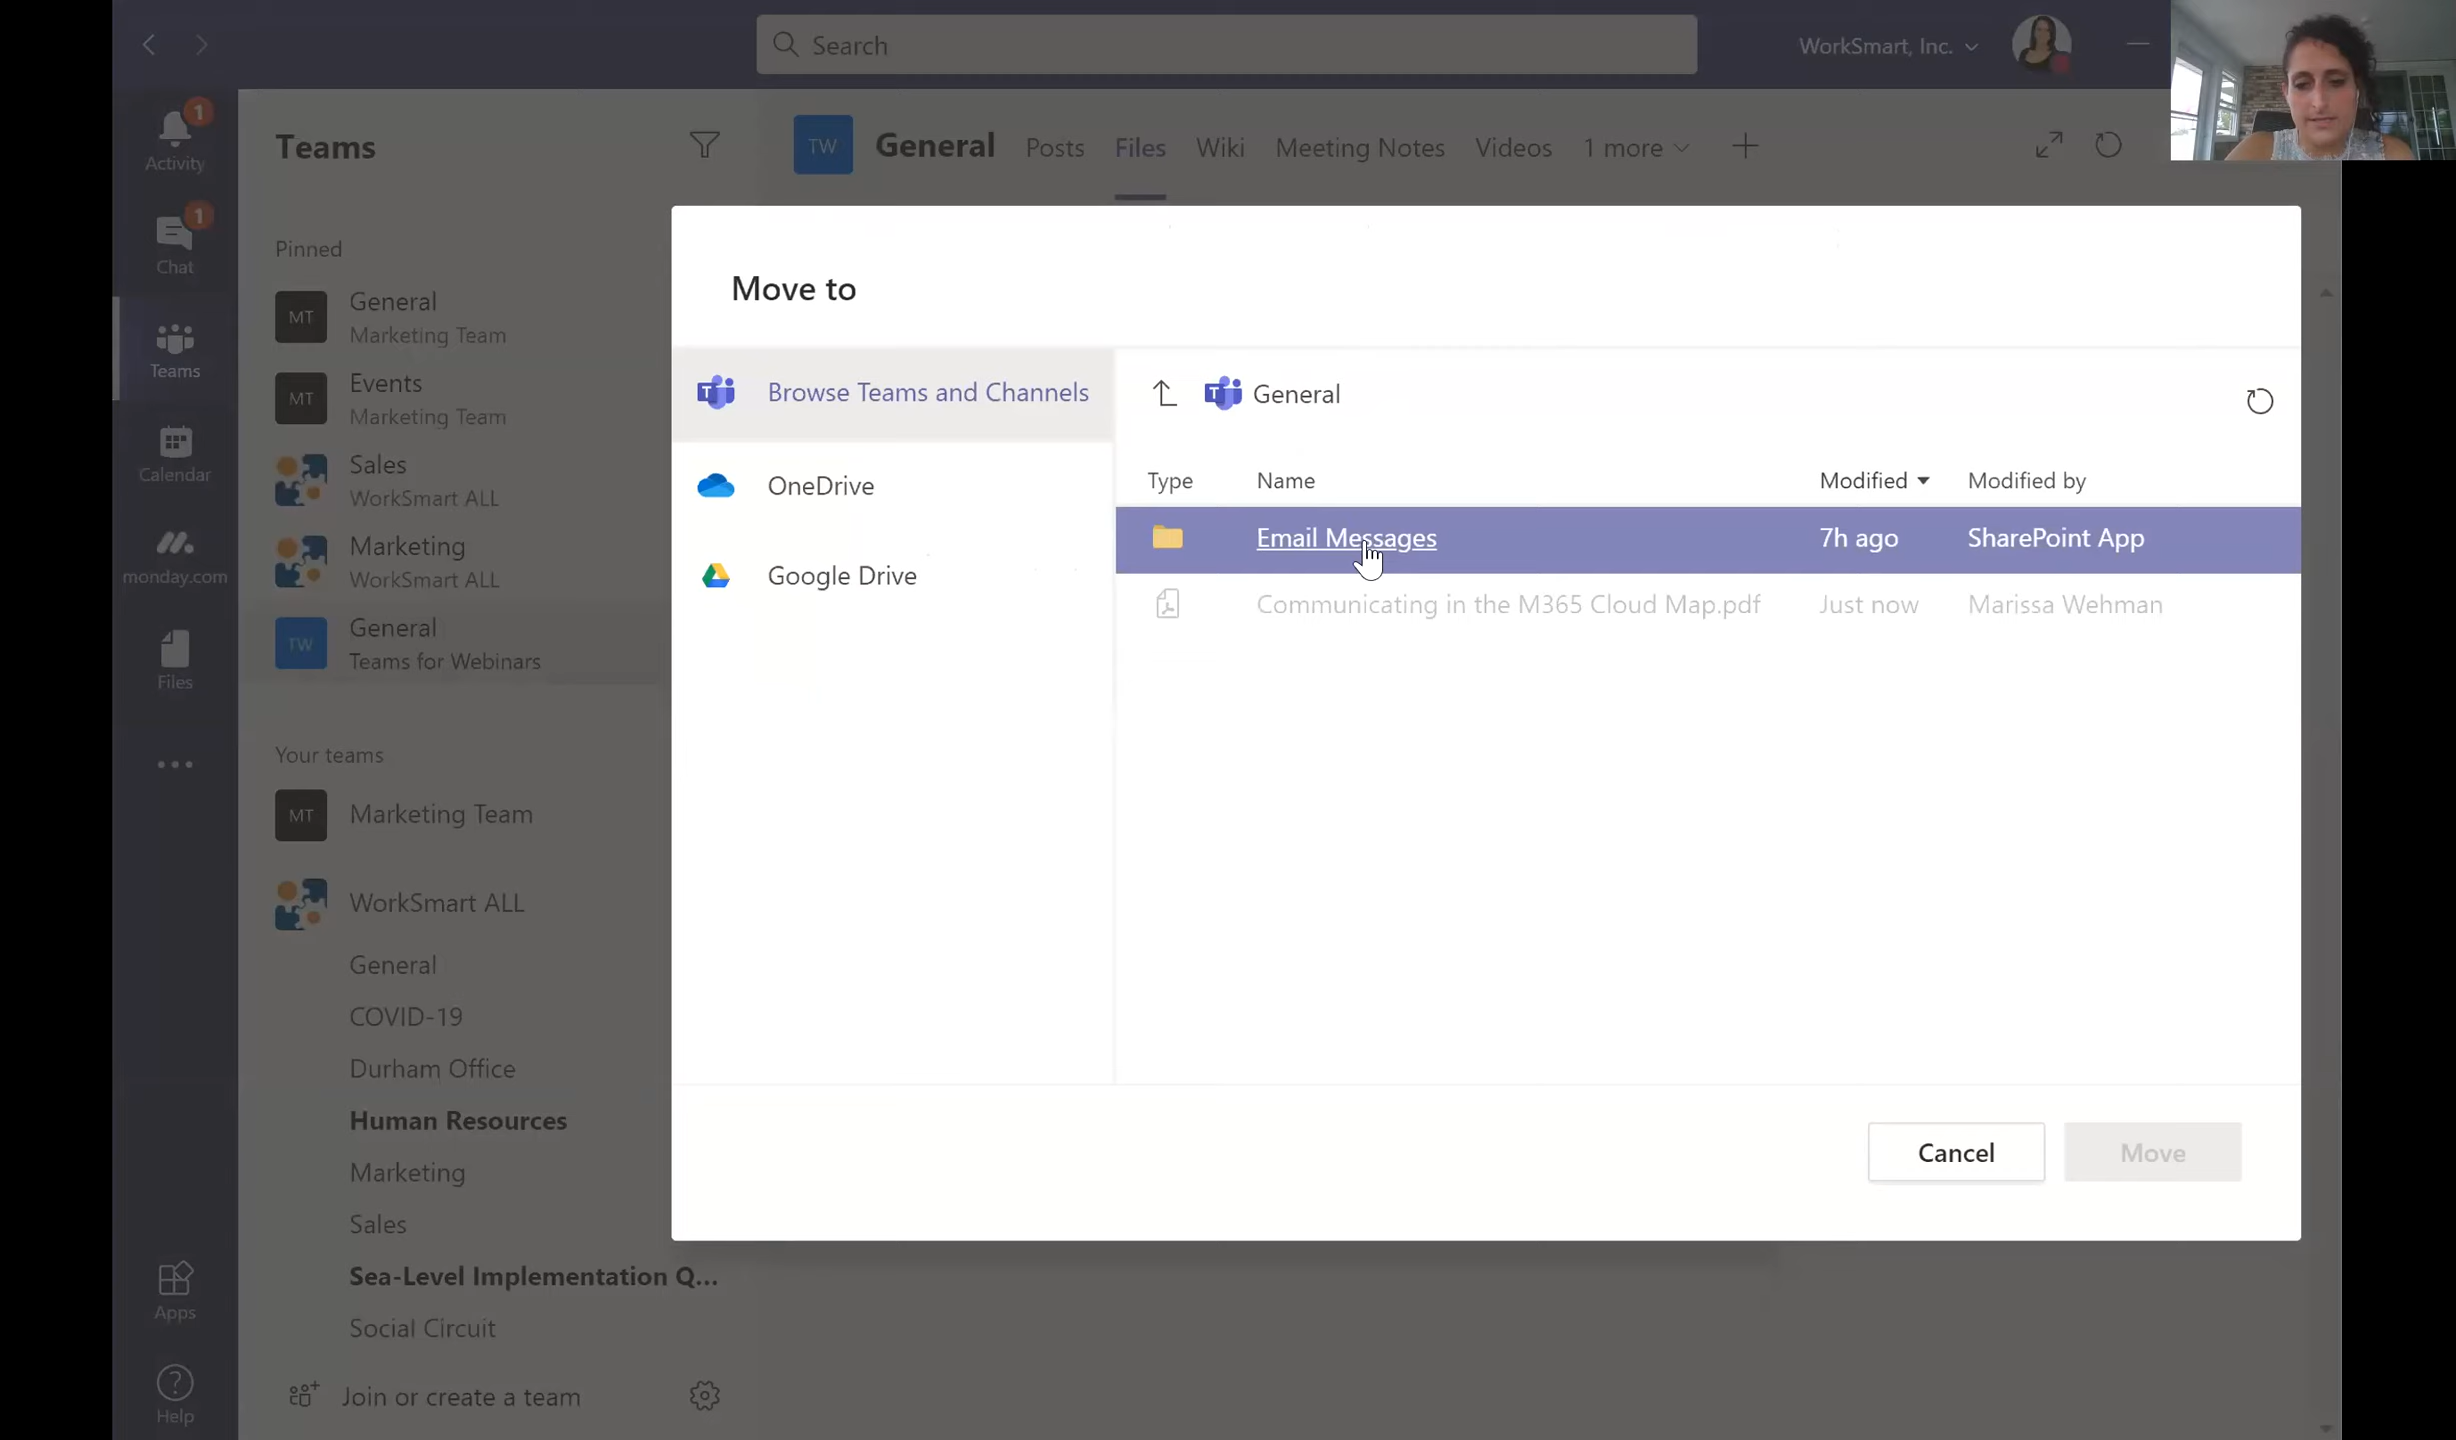 Search
WorkSmart, Inc.
1
Activity
1
Chat
Teams
Calendar
monday.com
Files
Apps
Help
Teams
Pinned
MT
General
Marketing Team
MT
Events
Marketing Team
Sales
WorkSmart ALL
Marketing
WorkSmart ALL
TW
General
Teams for Webinars
Your teams
MT
Marketing Team
WorkSmart ALL
General
COVID-19
Durham Office
Human Resources
Marketing
Sales
Sea-Level Implementation Q...
Social Circuit
Join or create a team
TW General Posts Files Wiki Meeting Notes Videos 1 more
Move to
Browse Teams and Channels
OneDrive
Google Drive
General
Type Name Modified Modified by
Email Messages 7h ago SharePoint App
Communicating in the M365 Cloud Map.pdf Just now Marissa Wehman
Cancel Move